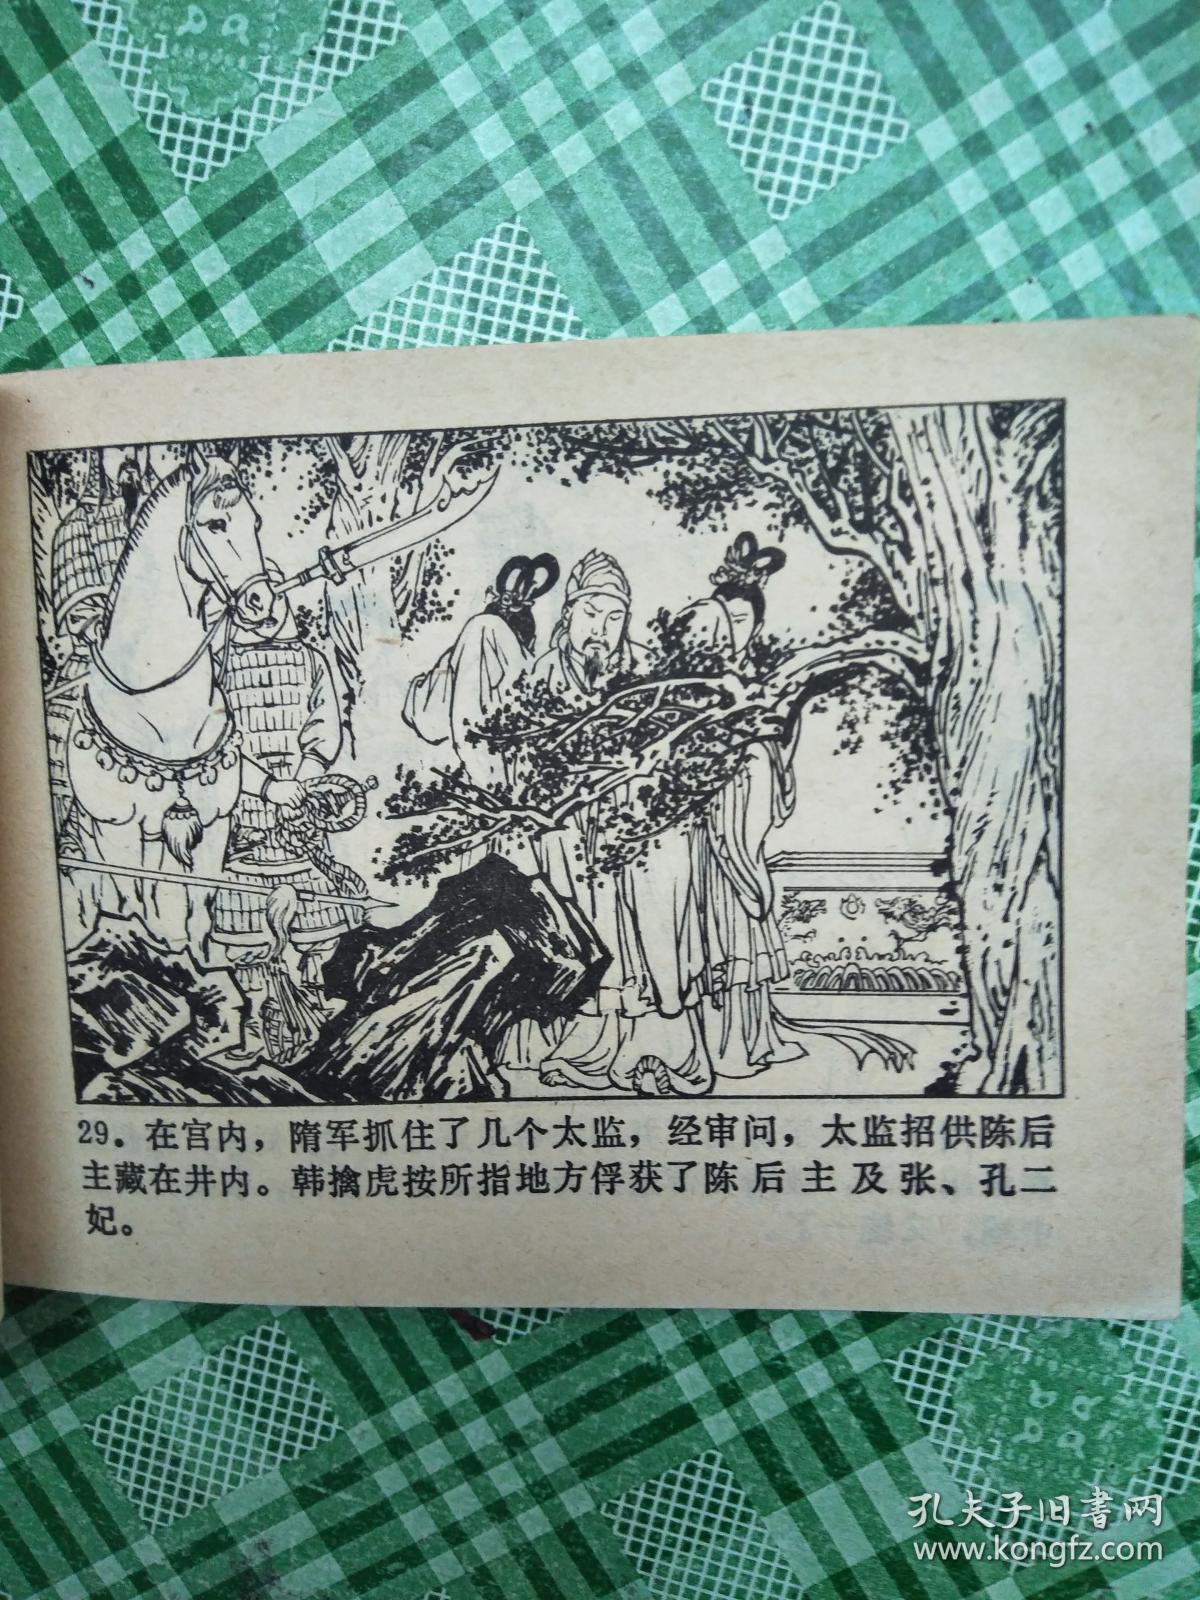 29。在宫内，隋军抓住了几个太监，经审问，太监招供陈后
主藏在井内。韩擒虎按所指地方俘获了陈后主及张、孔二
妃。
孔夫子旧書网
www.kongfz.com